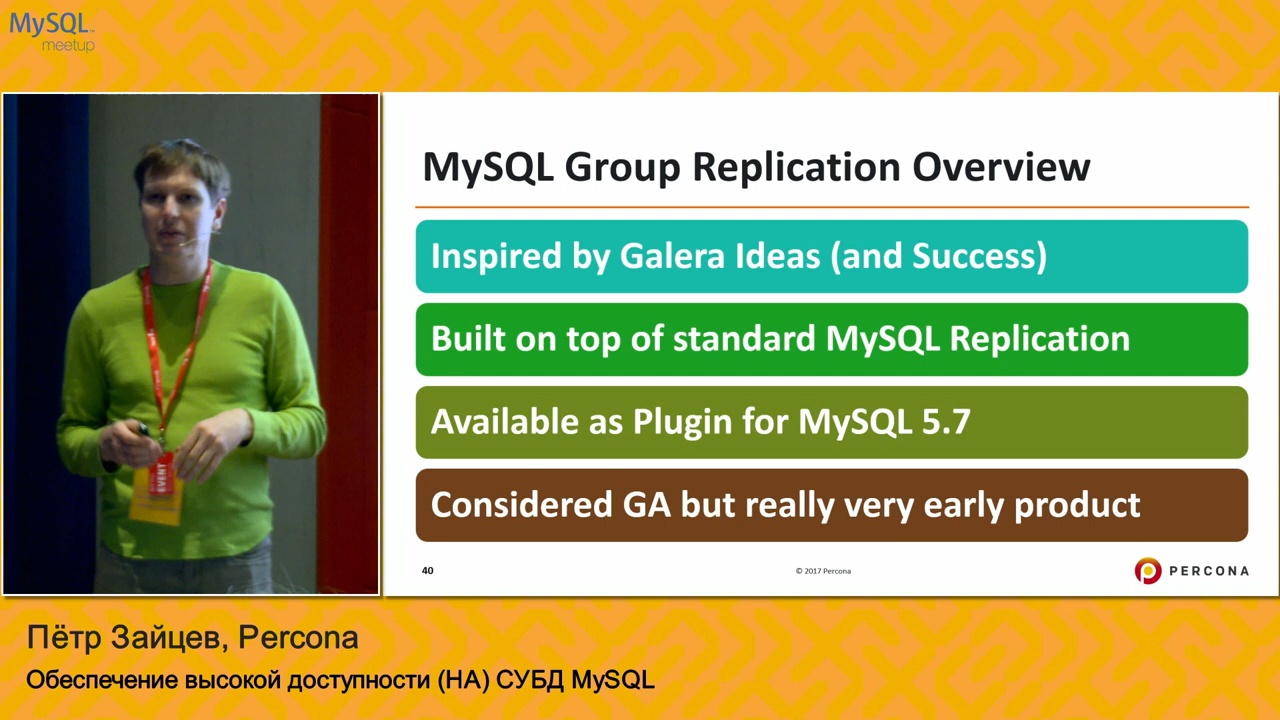 MySQL
meetup
MySQL Group Replication Overview
Inspired by Galera Ideas (and Success)
Built on top of standard MySQL Replication
Available as Plugin for MySQL 5.7
Considered GA but really very early product
EVENT
40
© 2017 Percona
PERCONA
Пётр Зайцев, Percona
Обеспечение высокой доступности (HA) СУБД MySQL